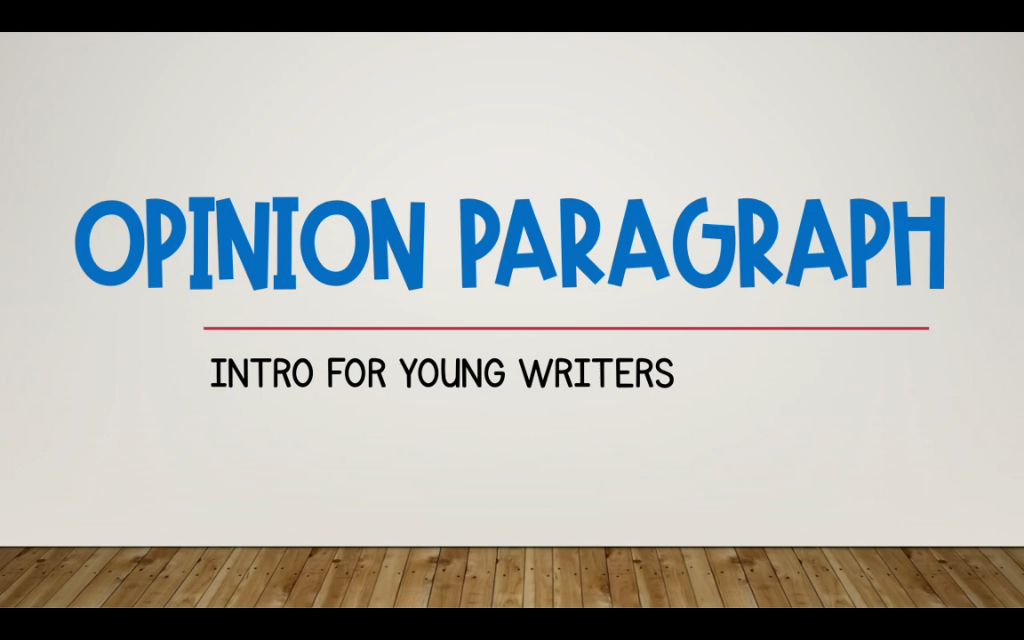 OPINION PARAGRAPH
INTRO FOR YOUNG WRITERS